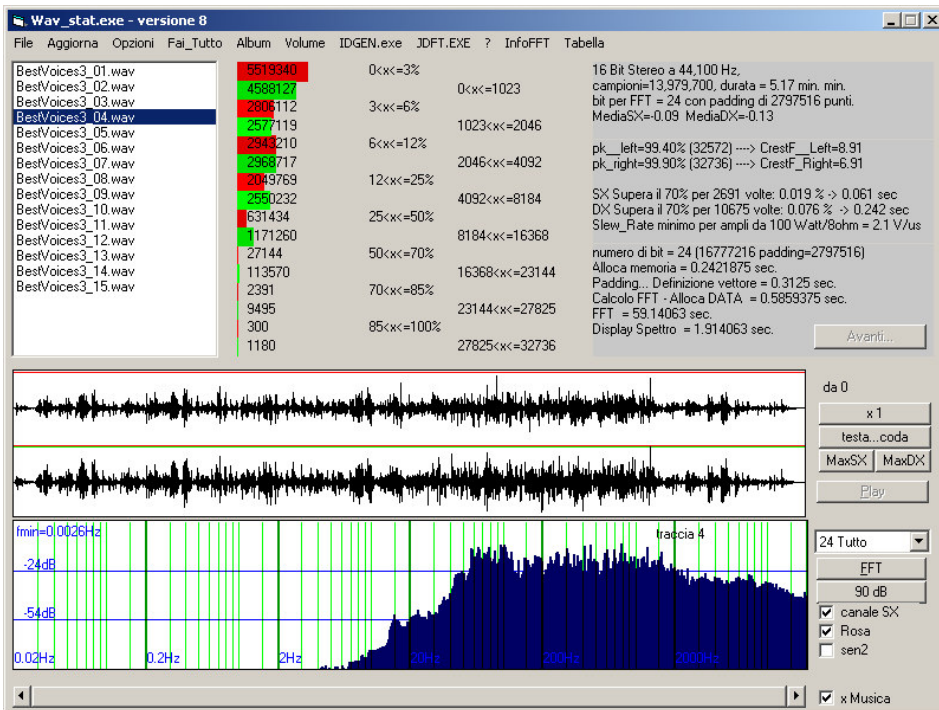 Wav_stat.exe - versione 8
File Aggiorna Opzioni Fai_Tutto Album Volume IDGEN.exe JDFT.EXE ? InfoFFT Tabella
BestVoices3_01.wav
BestVoices3_02.wav
BestVoices3_03.wav
BestVoices3_04.wav
BestVoices3_05.wav
BestVoices3_06.wav
BestVoices3_07.wav
BestVoices3_08.wav
BestVoices3_09.wav
BestVoices3_10.wav
BestVoices3_11.wav
BestVoices3_12.wav
BestVoices3_13.wav
BestVoices3_14.wav
BestVoices3_15.wav
5519340 0<x<=3%
4588127 0<x<=1023
2806112 3<x<=6%
2577119 1023<x<=2046
2943210 6<x<=12%
2968717 2046<x<=4092
2049769 12<x<=25%
2550232 4092<x<=8184
631434 25<x<=50%
1171260 8184<x<=16368
27144 50<x<=70%
113570 16368<x<=23144
2391 70<x<=85%
9495 23144<x<=27825
300 85<x<=100%
1180 27825<x<=32736
16 Bit Stereo a 44,100 Hz,
campioni=13,979,700, durata = 5.17 min. min.
bit per FFT = 24 con padding di 2797516 punti.
MediaSX=-0.09 MediaDX=-0.13
pk__left=99.40% (32572) ----> CrestF__Left=8.91
pk_right=99.90% (32736) ----> CrestF_Right=6.91
SX Supera il 70% per 2691 volte: 0.019 % -> 0.061 sec
DX Supera il 70% per 10675 volte: 0.076 % -> 0.242 sec
Slew_Rate minimo per ampli da 100 Watt/8ohm = 2.1 V/us
numero di bit = 24 (16777216 padding=2797516)
Alloca memoria = 0.2421875 sec.
Padding... Definizione vettore = 0.3125 sec.
Calcolo FFT - Alloca DATA = 0.5859375 sec.
FFT = 59.14063 sec.
Display Spettro = 1.914063 sec.
Avanti...
da 0
x 1
testa...coda
MaxSX MaxDX
Play
fmin=0.0026Hz
traccia 4
-24dB
-54dB
0.02Hz 0.2Hz 2Hz 20Hz 200Hz 2000Hz
24 Tutto
FFT
90 dB
canale SX
Rosa
sen2
x Musica